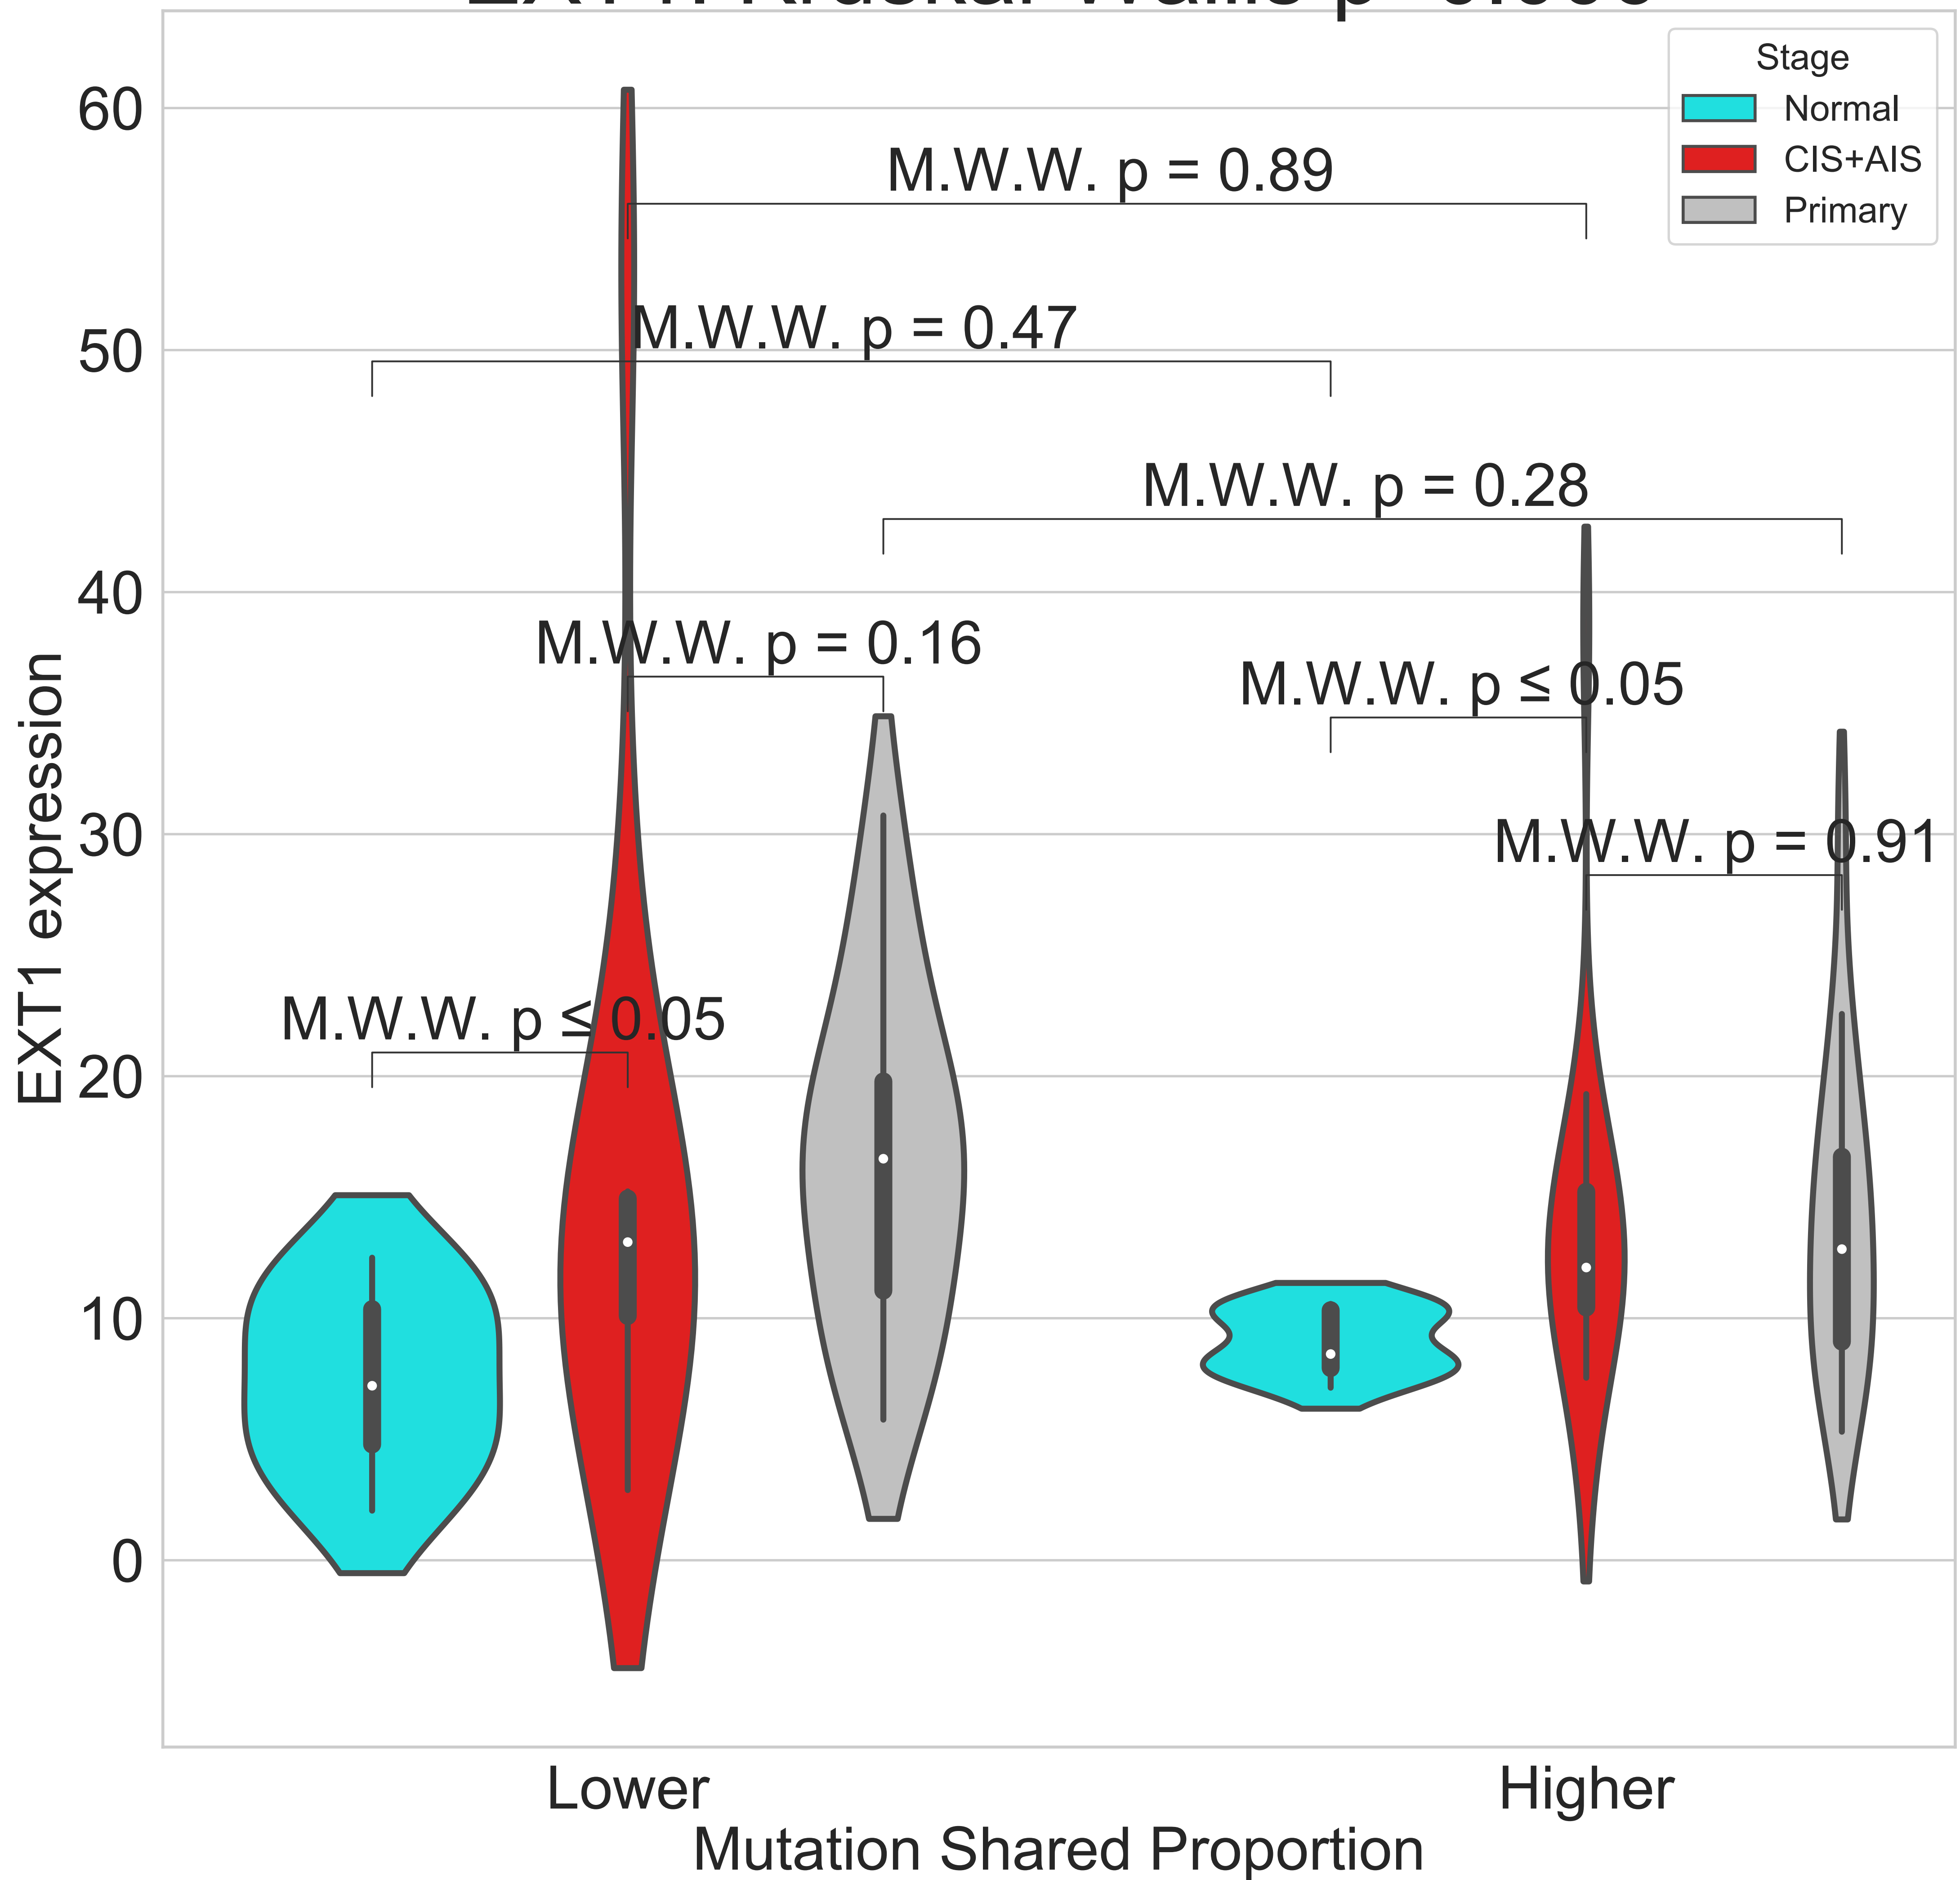 Stage
Normal
CIS+AIS
Primary
M.W.W. p = 0.89
M.W.W. p = 0.47
M.W.W. p = 0.28
M.W.W. p = 0.16
M.W.W. p ≤ 0.05
M.W.W. p = 0.91
M.W.W. p ≤ 0.05
60
50
40
30
20
10
0
EXT1 expression
Lower
Higher
Mutation Shared Proportion